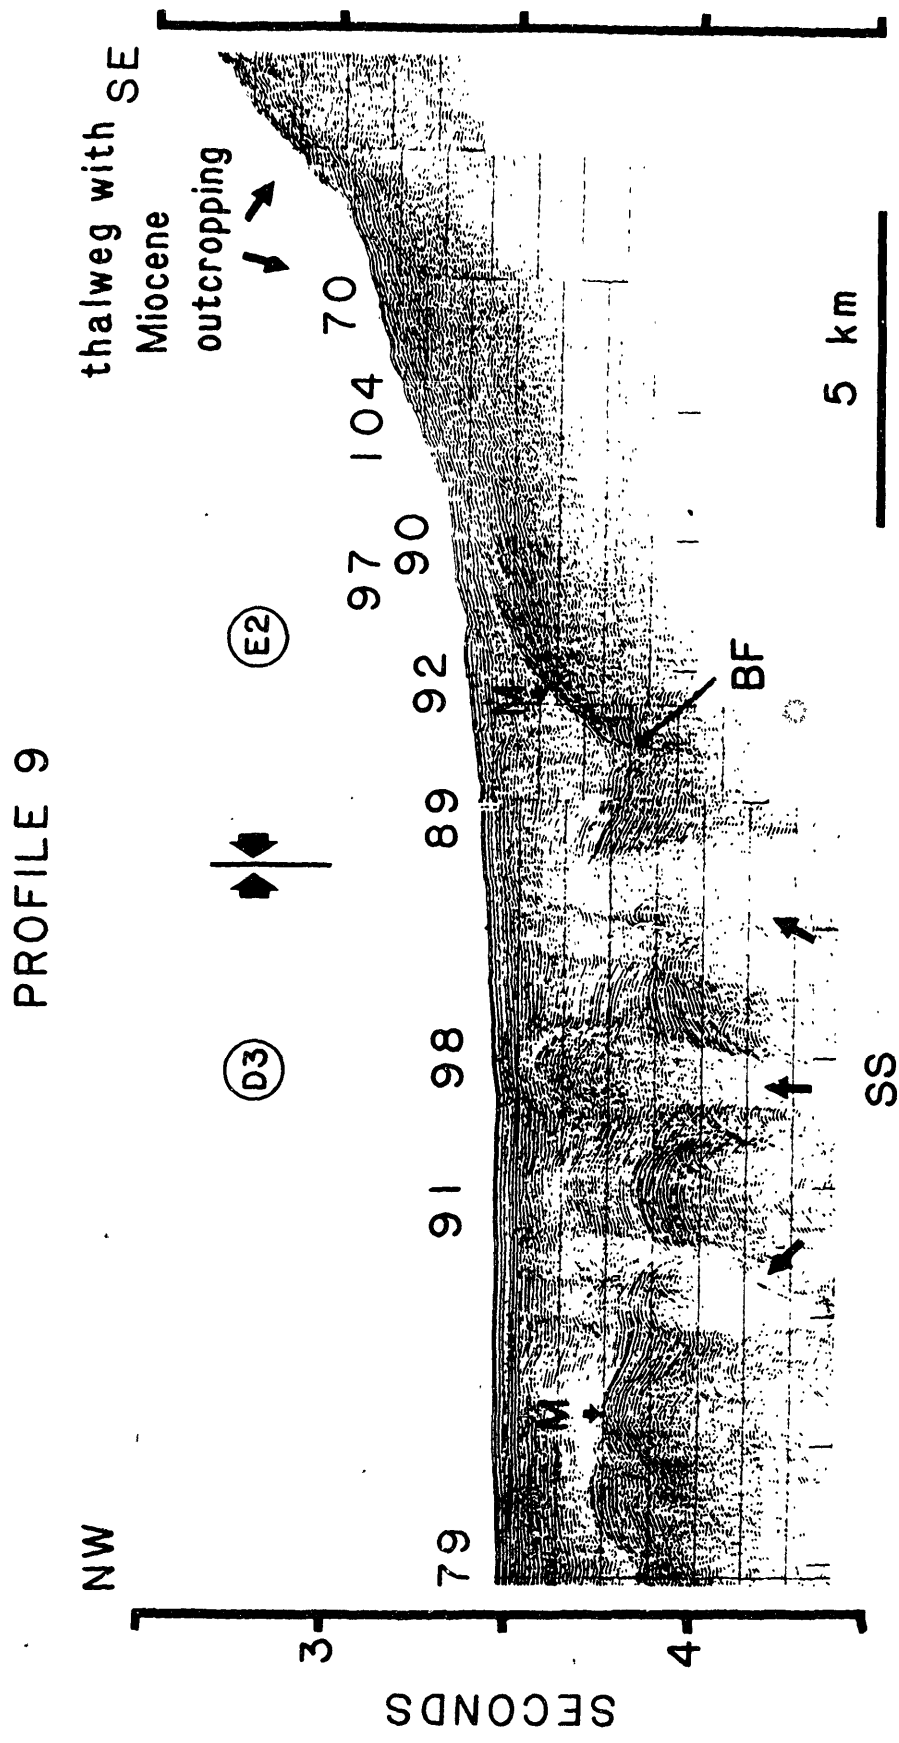 PROFILE 9
NW
SE
thalweg with
Miocene
outcropping
D3
E2
79
91
98
89
92
97
90
104
70
M
M
BF
SS
5 km
3
4
SECONDS